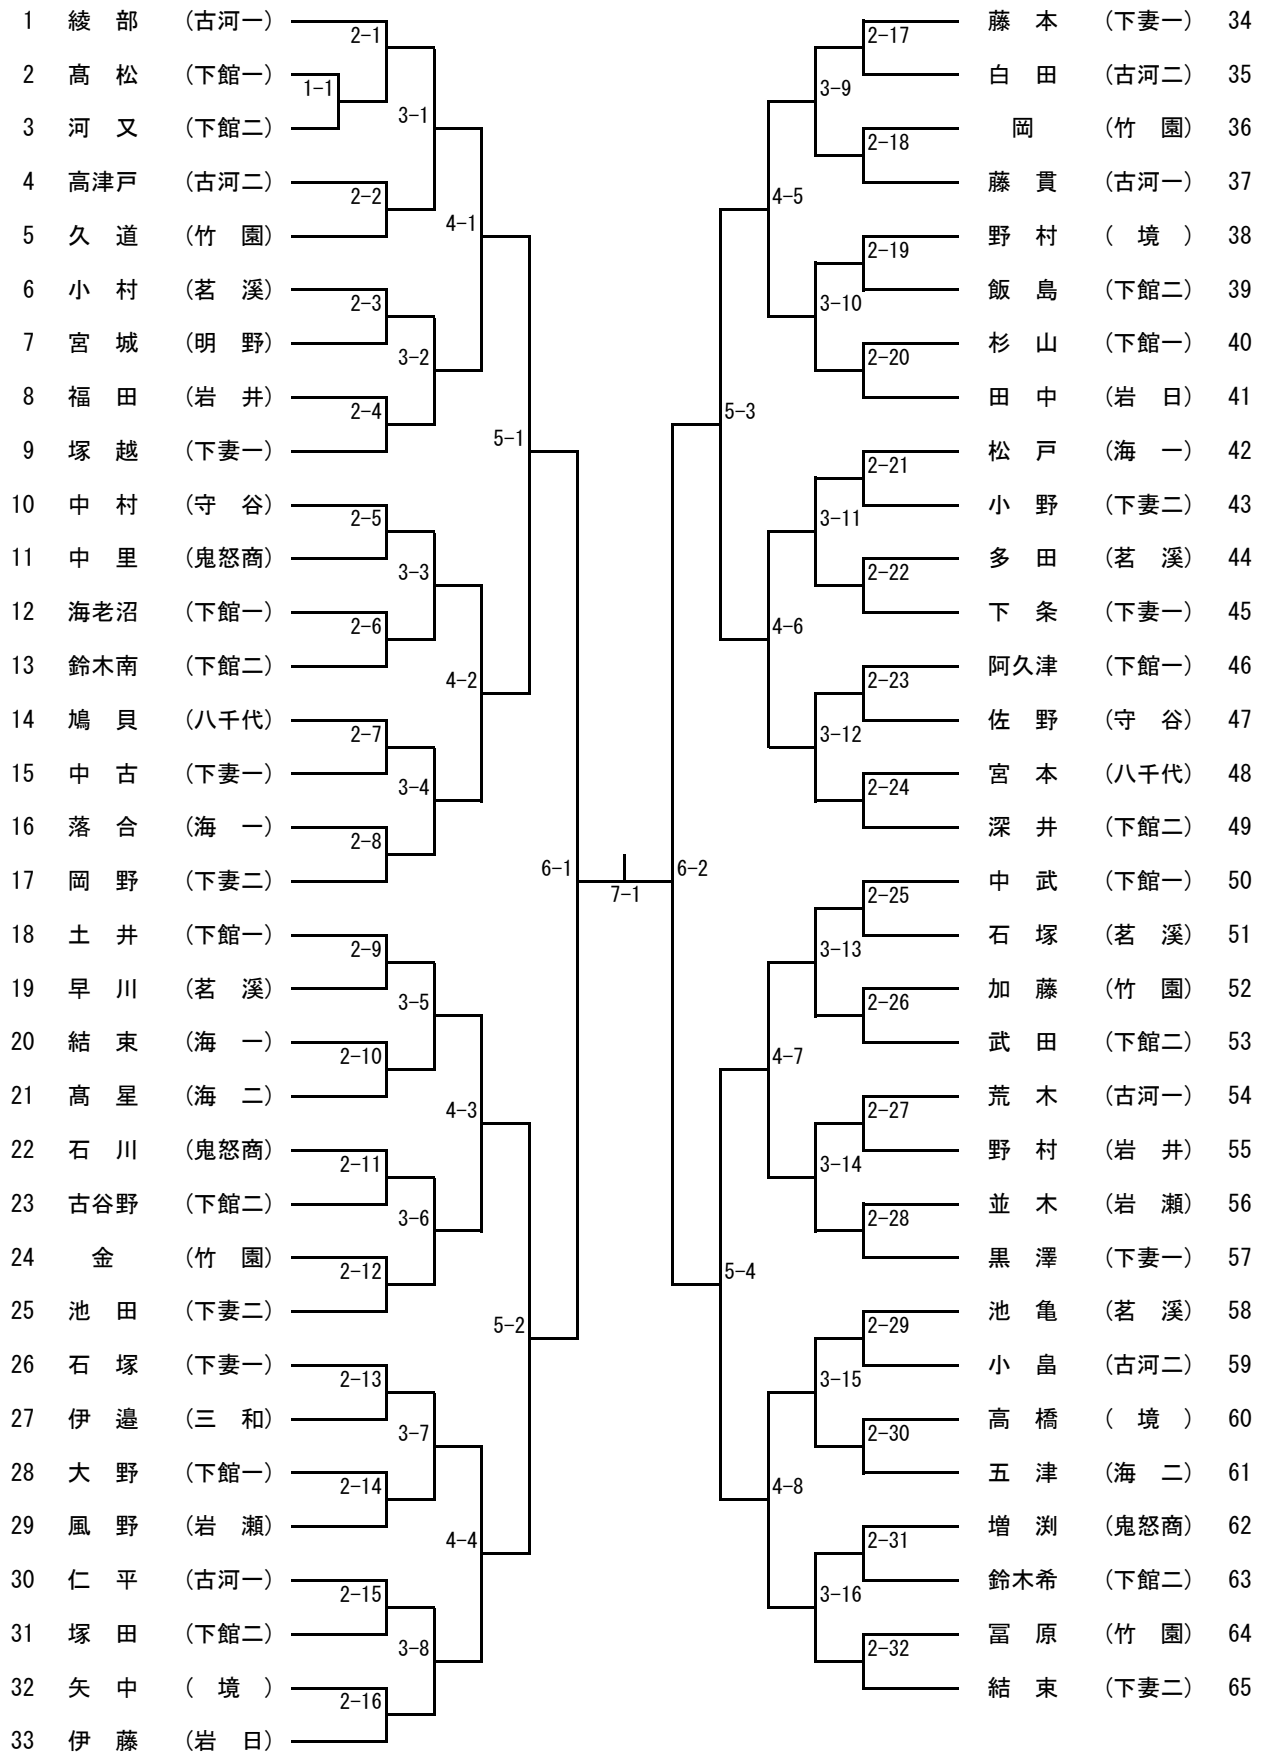 1 綾 部 (古河一)
2-1
2 髙 松 (下館一)
1-1
3 河 又 (下館二)
3-1
4 高津戸 (古河二)
2-2
5 久 道 (竹 園)
4-1
6 小 村 (茗 溪)
2-3
7 宮 城 (明 野)
3-2
8 福 田 (岩 井)
2-4
9 塚 越 (下妻一)
5-1
10 中 村 (守 谷)
2-5
11 中 里 (鬼怒商)
3-3
12 海老沼 (下館一)
2-6
13 鈴木南 (下館二)
4-2
14 鳩 貝 (八千代)
2-7
15 中 古 (下妻一)
3-4
16 落 合 (海 一)
2-8
17 岡 野 (下妻二)
6-1
18 土 井 (下館一)
2-9
19 早 川 (茗 溪)
3-5
20 結 束 (海 一)
2-10
21 髙 星 (海 二)
4-3
22 石 川 (鬼怒商)
2-11
23 古谷野 (下館二)
3-6
24 金 (竹 園)
2-12
25 池 田 (下妻二)
5-2
26 石 塚 (下妻一)
2-13
27 伊 邉 (三 和)
3-7
28 大 野 (下館一)
2-14
29 風 野 (岩 瀬)
4-4
30 仁 平 (古河一)
2-15
31 塚 田 (下館二)
3-8
32 矢 中 ( 境 )
2-16
33 伊 藤 (岩 日)
7-1
藤 本 (下妻一) 34
2-17
白 田 (古河二) 35
3-9
岡 (竹 園) 36
2-18
藤 貫 (古河一) 37
4-5
野 村 ( 境 ) 38
2-19
飯 島 (下館二) 39
3-10
杉 山 (下館一) 40
2-20
田 中 (岩 日) 41
5-3
松 戸 (海 一) 42
2-21
小 野 (下妻二) 43
3-11
多 田 (茗 溪) 44
2-22
下 条 (下妻一) 45
4-6
阿久津 (下館一) 46
2-23
佐 野 (守 谷) 47
3-12
宮 本 (八千代) 48
2-24
深 井 (下館二) 49
6-2
中 武 (下館一) 50
2-25
石 塚 (茗 溪) 51
3-13
加 藤 (竹 園) 52
2-26
武 田 (下館二) 53
4-7
荒 木 (古河一) 54
2-27
野 村 (岩 井) 55
3-14
並 木 (岩 瀬) 56
2-28
黒 澤 (下妻一) 57
5-4
池 亀 (茗 溪) 58
2-29
小 畠 (古河二) 59
3-15
高 橋 ( 境 ) 60
2-30
五 津 (海 二) 61
4-8
増 渕 (鬼怒商) 62
2-31
鈴木希 (下館二) 63
3-16
冨 原 (竹 園) 64
2-32
結 束 (下妻二) 65